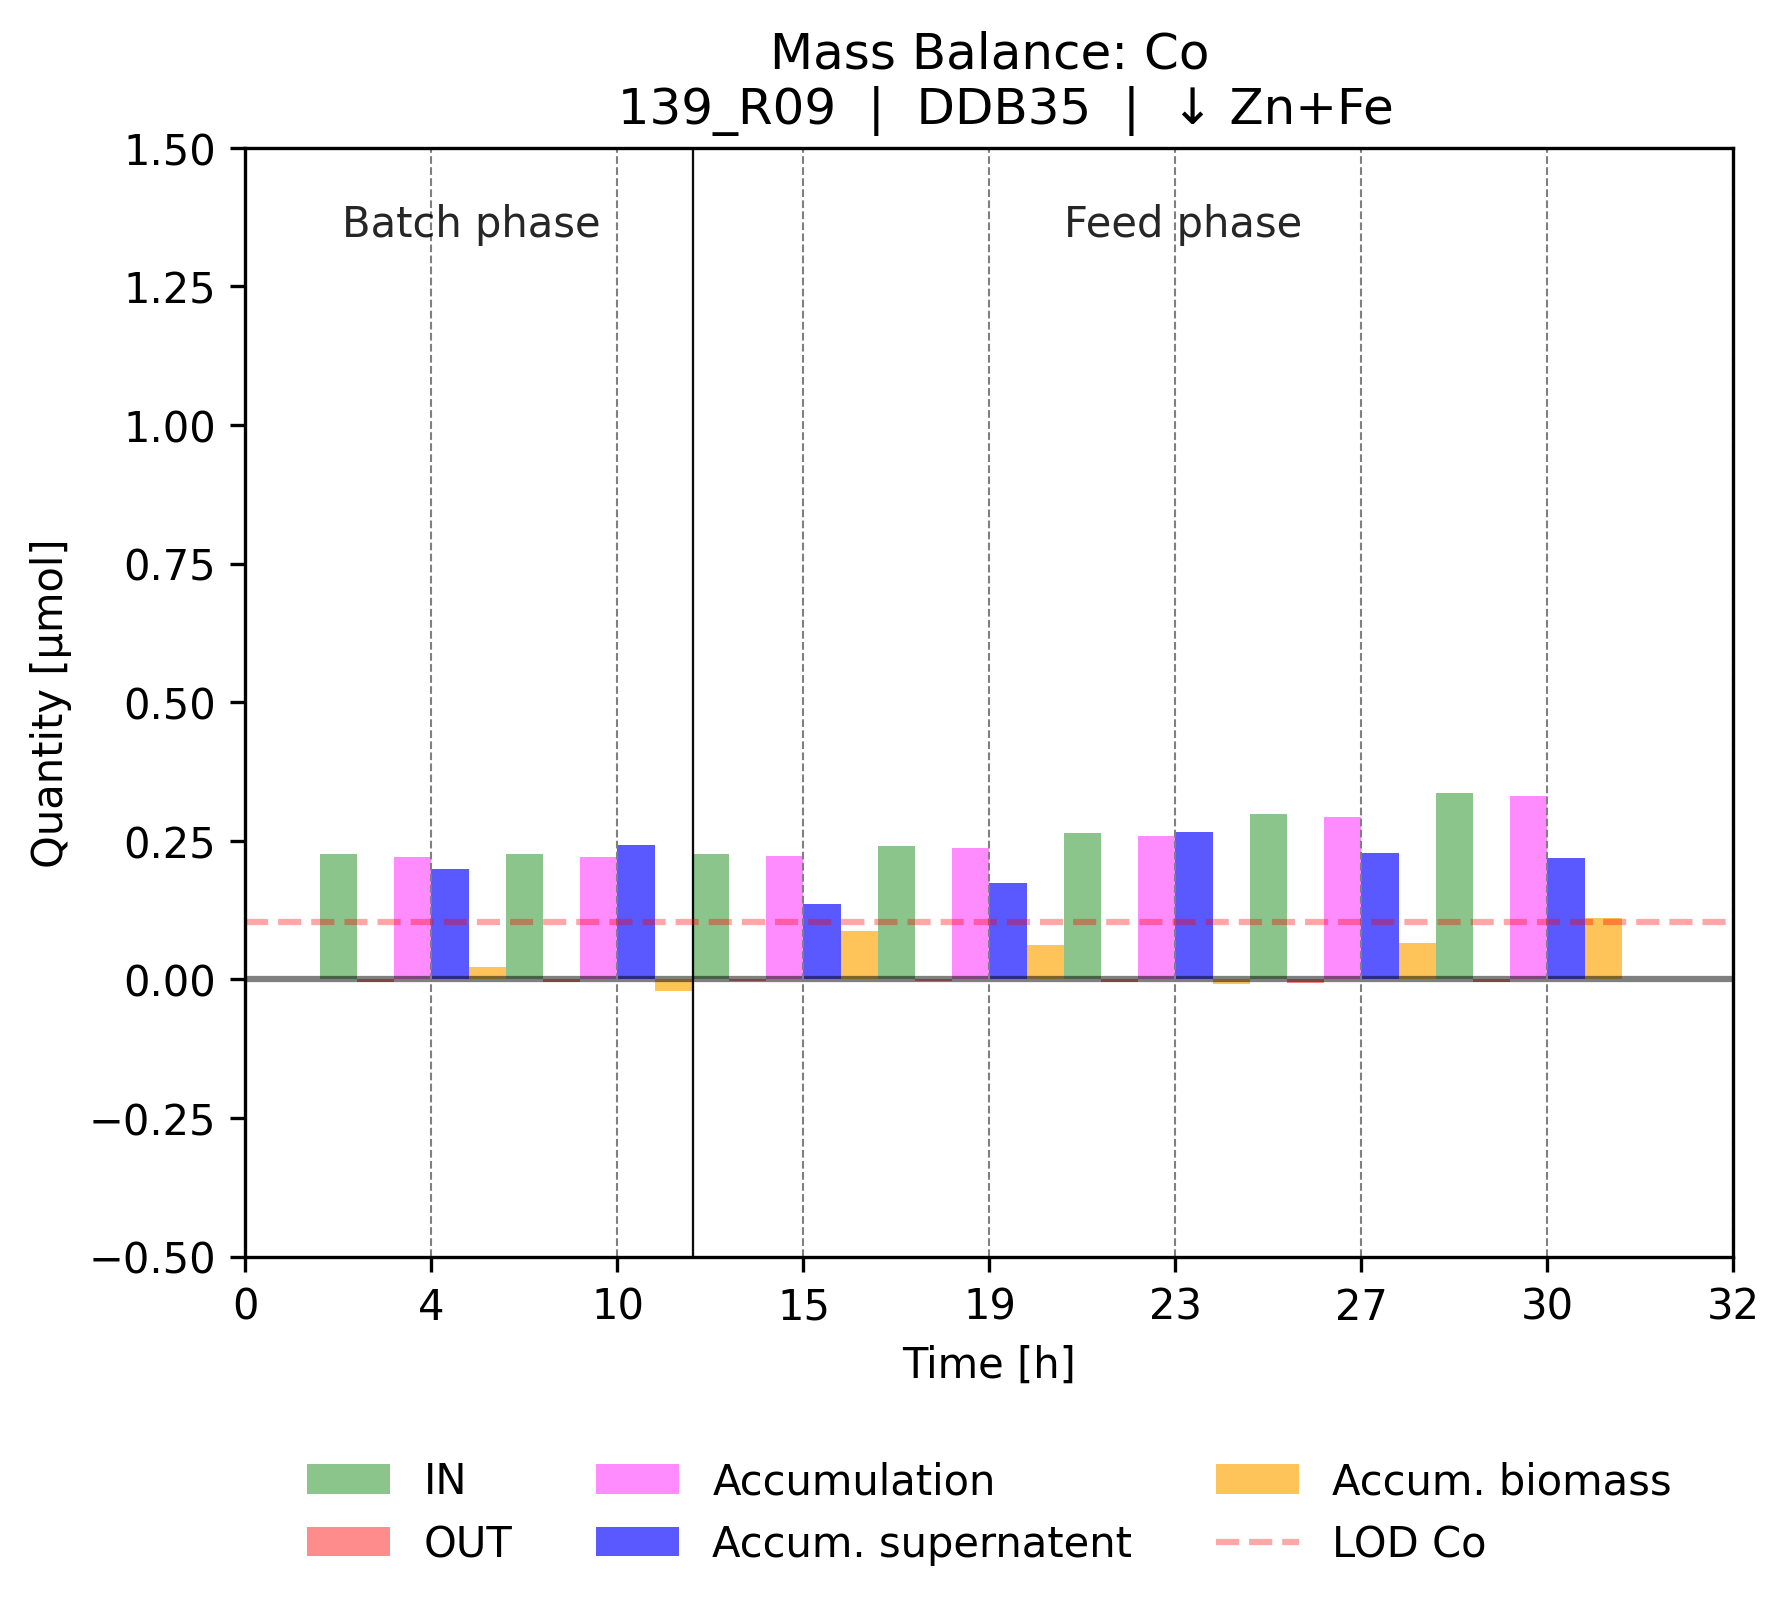 Mass Balance: Co
139_R09 | DDB35 | ↓ Zn+Fe
Batch phase
Feed phase
Quantity [µmol]
1.50
1.25
1.00
0.75
0.50
0.25
0.00
−0.25
−0.50
0 4 10 15 19 23 27 30 32
Time [h]
IN Accumulation Accum. biomass
OUT Accum. supernatent LOD Co